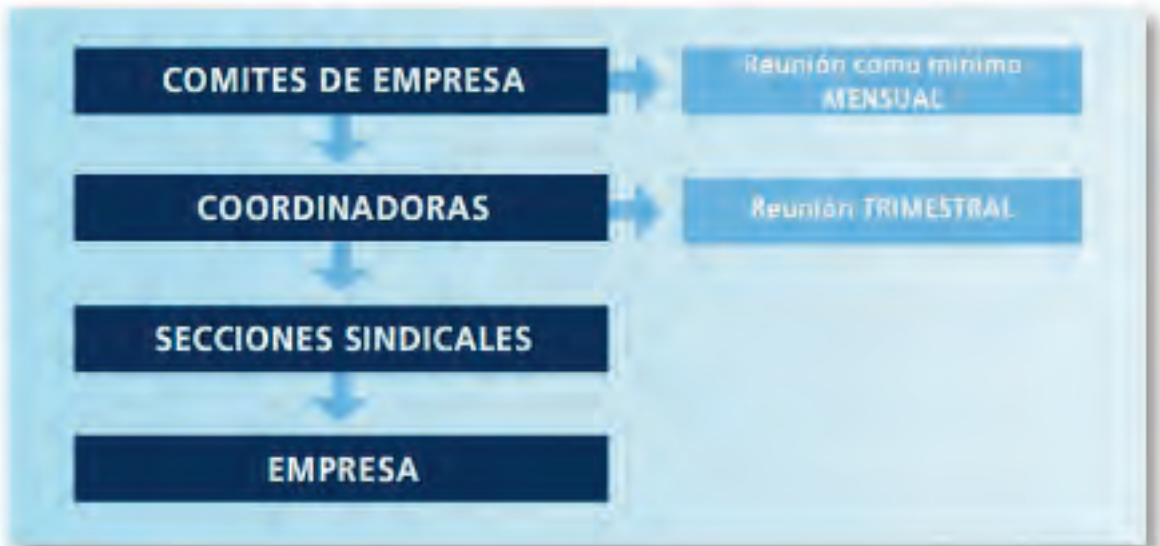 COMITES DE EMPRESA
Reunión como mínimo
MENSUAL
COORDINADORAS
Reunión TRIMESTRAL
SECCIONES SINDICALES
EMPRESA